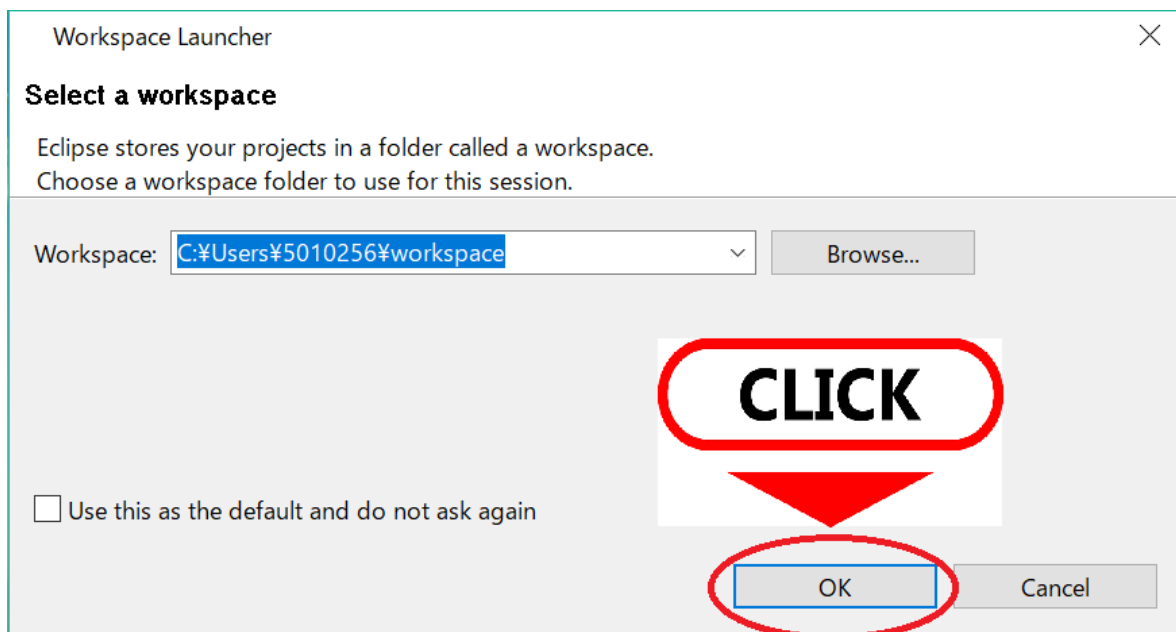 Workspace Launcher
Select a workspace
Eclipse stores your projects in a folder called a workspace.
Choose a workspace folder to use for this session.
Workspace: C:¥Users¥5010256¥workspace Browse...
CLICK
Use this as the default and do not ask again
OK Cancel